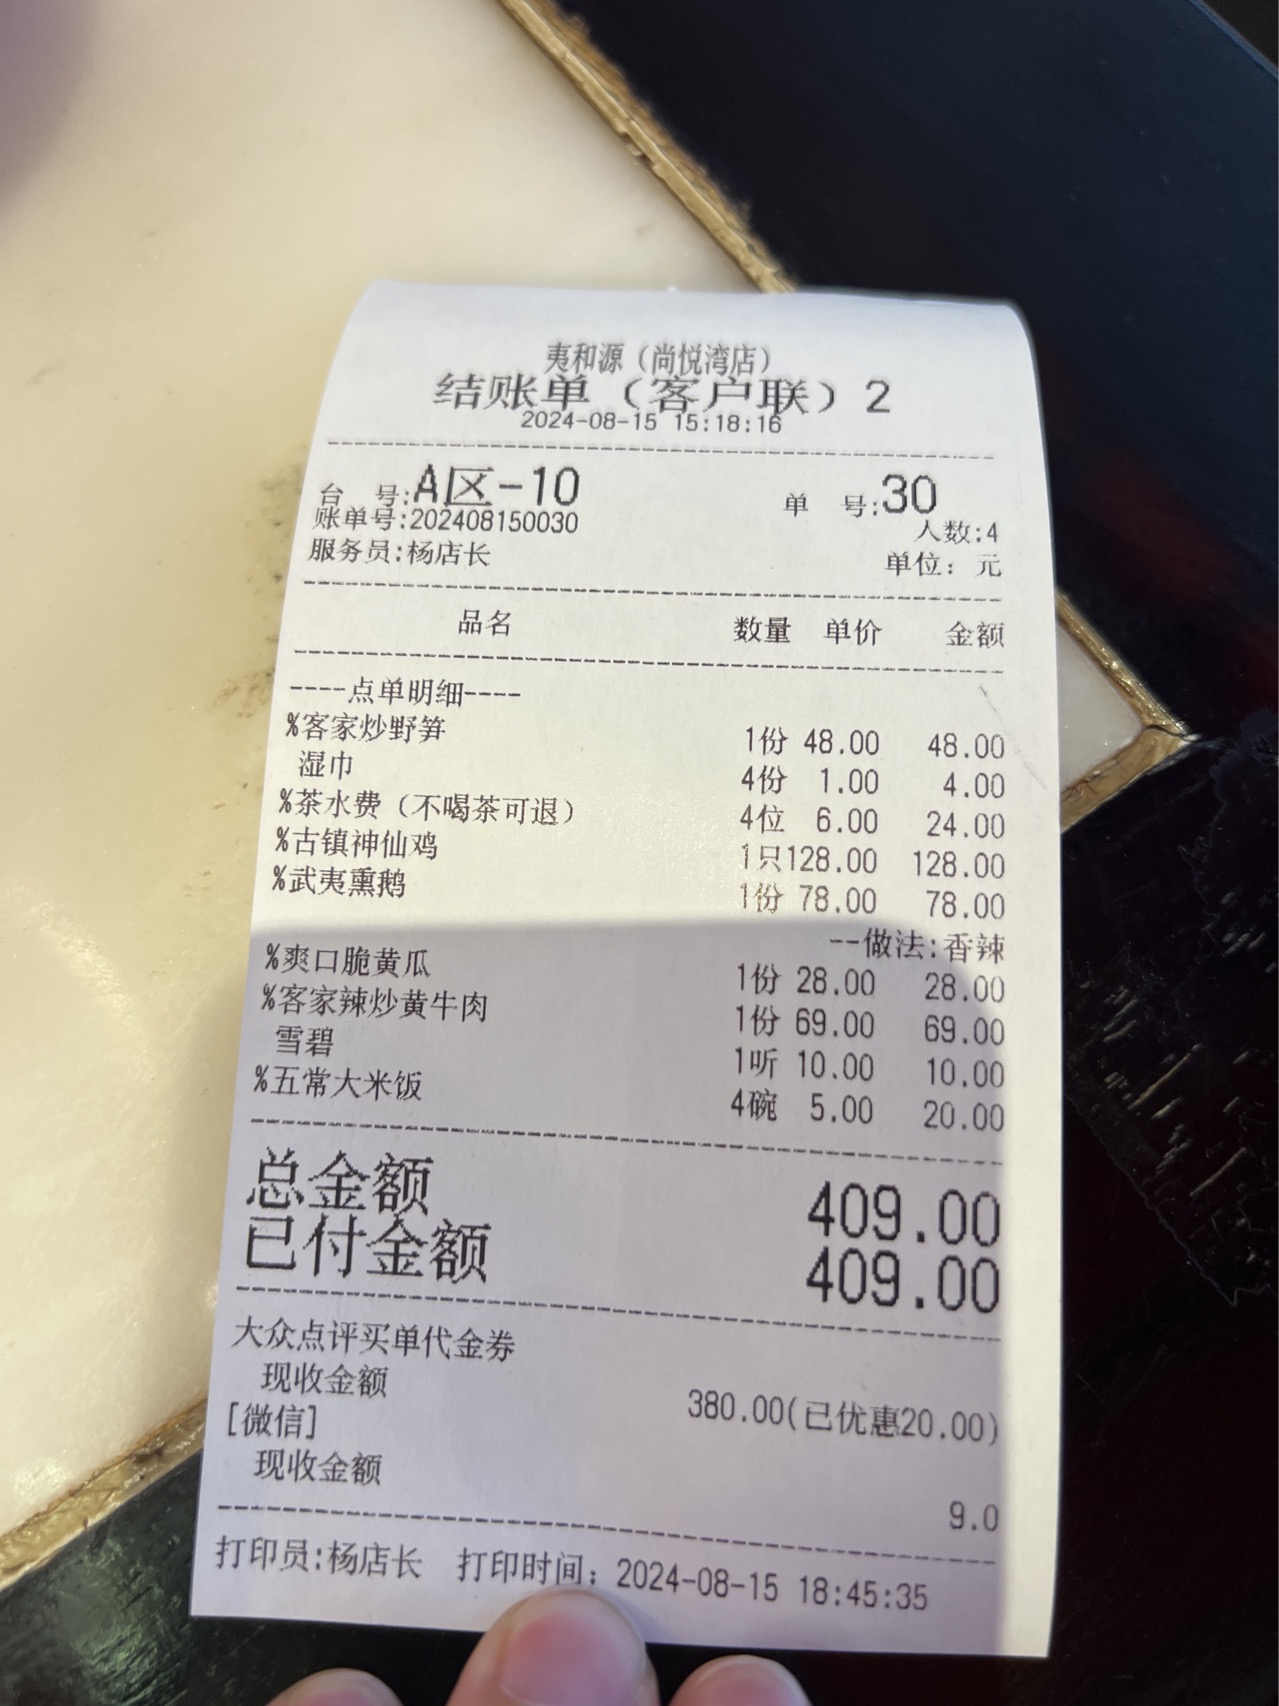 夷和源（尚悦湾店）
结账单（客户联）2
2024-08-15 15:18:16
台 号:A区-10 单 号:30
账单号:202408150030 人数:4
服务员:杨店长 单位: 元
品名 数量 单价 金额
----点单明细----
%客家炒野笋 1份 48.00 48.00
湿巾 4份 1.00 4.00
%茶水费（不喝茶可退） 4位 6.00 24.00
%古镇神仙鸡 1只128.00 128.00
%武夷熏鹅 1份 78.00 78.00
--做法:香辣
%爽口脆黄瓜 1份 28.00 28.00
%客家辣炒黄牛肉 1份 69.00 69.00
雪碧 1听 10.00 10.00
%五常大米饭 4碗 5.00 20.00
总金额 409.00
已付金额 409.00
大众点评买单代金券
现收金额 380.00(已优惠20.00)
[微信]
现收金额 9.0
打印员:杨店长 打印时间: 2024-08-15 18:45:35